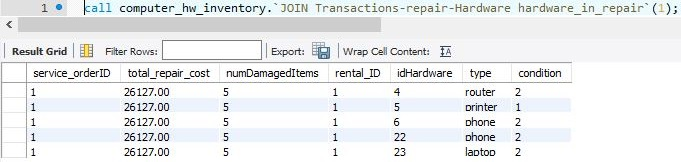 1 call computer_hw_inventory.`JOIN Transactions-repair-Hardware hardware_in_repair`(1);
Result Grid Filter Rows: Export: Wrap Cell Content: IA
service_orderID total_repair_cost numDamagedItems rental_ID idHardware type condition
1 26127.00 5 1 4 router 2
1 26127.00 5 1 5 printer 1
1 26127.00 5 1 6 phone 2
1 26127.00 5 1 22 phone 2
1 26127.00 5 1 23 laptop 2